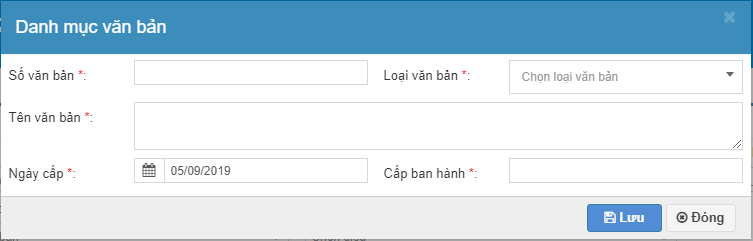 Danh mục văn bản
Số văn bản *:
Loại văn bản *: Chọn loại văn bản
Tên văn bản *:
Ngày cấp *: 05/09/2019 Cấp ban hành *:
Lưu Đóng